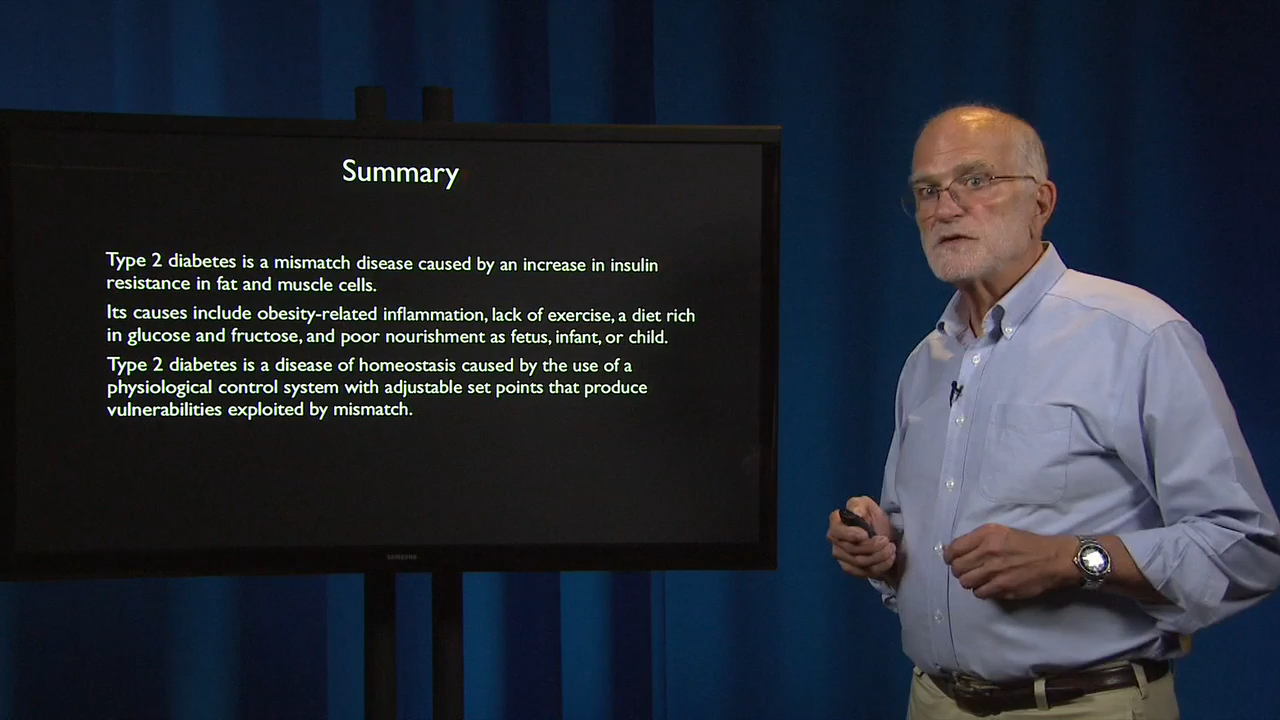 Summary
Type 2 diabetes is a mismatch disease caused by an increase in insulin
resistance in fat and muscle cells.
Its causes include obesity-related inflammation, lack of exercise, a diet rich
in glucose and fructose, and poor nourishment as fetus, infant, or child.
Type 2 diabetes is a disease of homeostasis caused by the use of a
physiological control system with adjustable set points that produce
vulnerabilities exploited by mismatch.
SAMSUNG